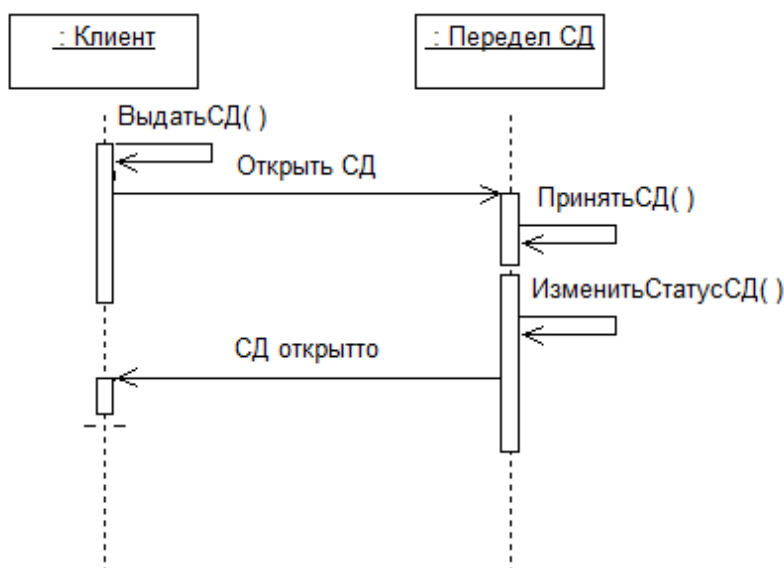 : Клиент
: Передел СД
ВыдатьСД( )
Открыть СД
ПринятьСД( )
ИзменитьСтатусСД( )
СД открытто